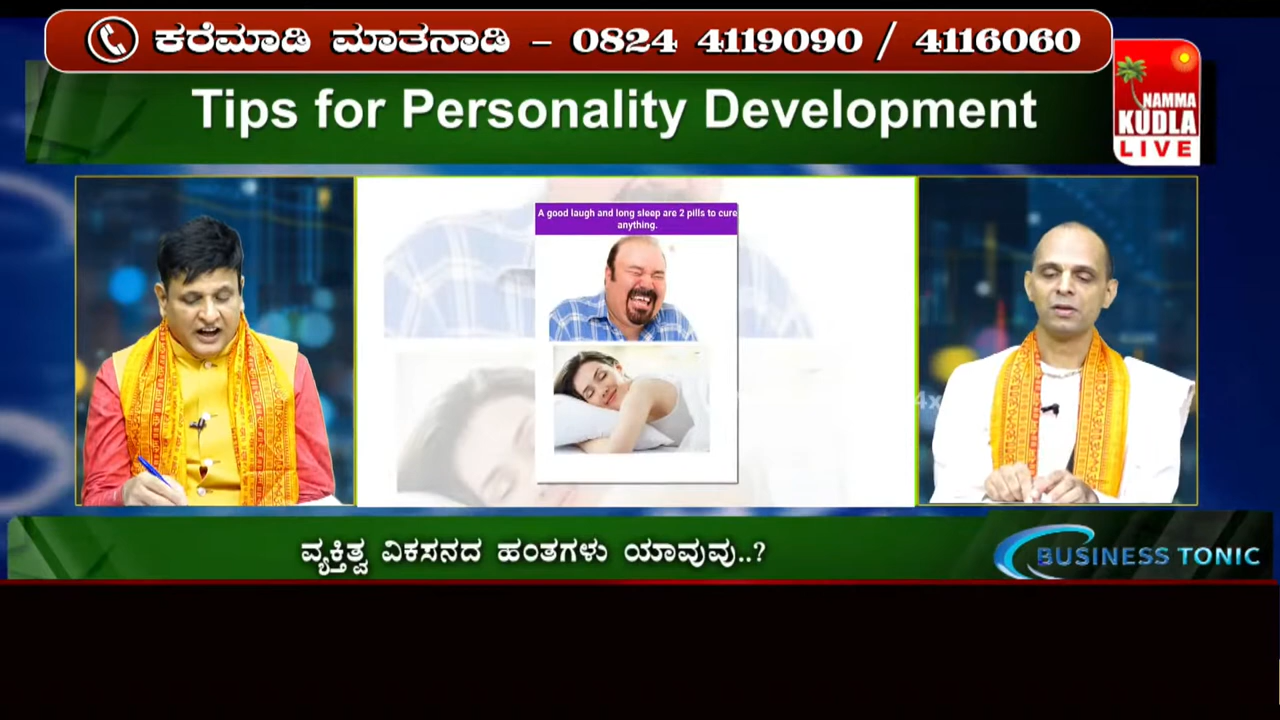 ಕರೆಮಾಡಿ ಮಾತನಾಡಿ – 0824 4119090 / 4116060
Tips for Personality Development
NAMMA
KUDLA
LIVE
A good laugh and long sleep are 2 pills to cure
anything.
4x
ವ್ಯಕ್ತಿತ್ವ ವಿಕಸನದ ಹಂತಗಳು ಯಾವುವು..?
BUSINESS TONIC